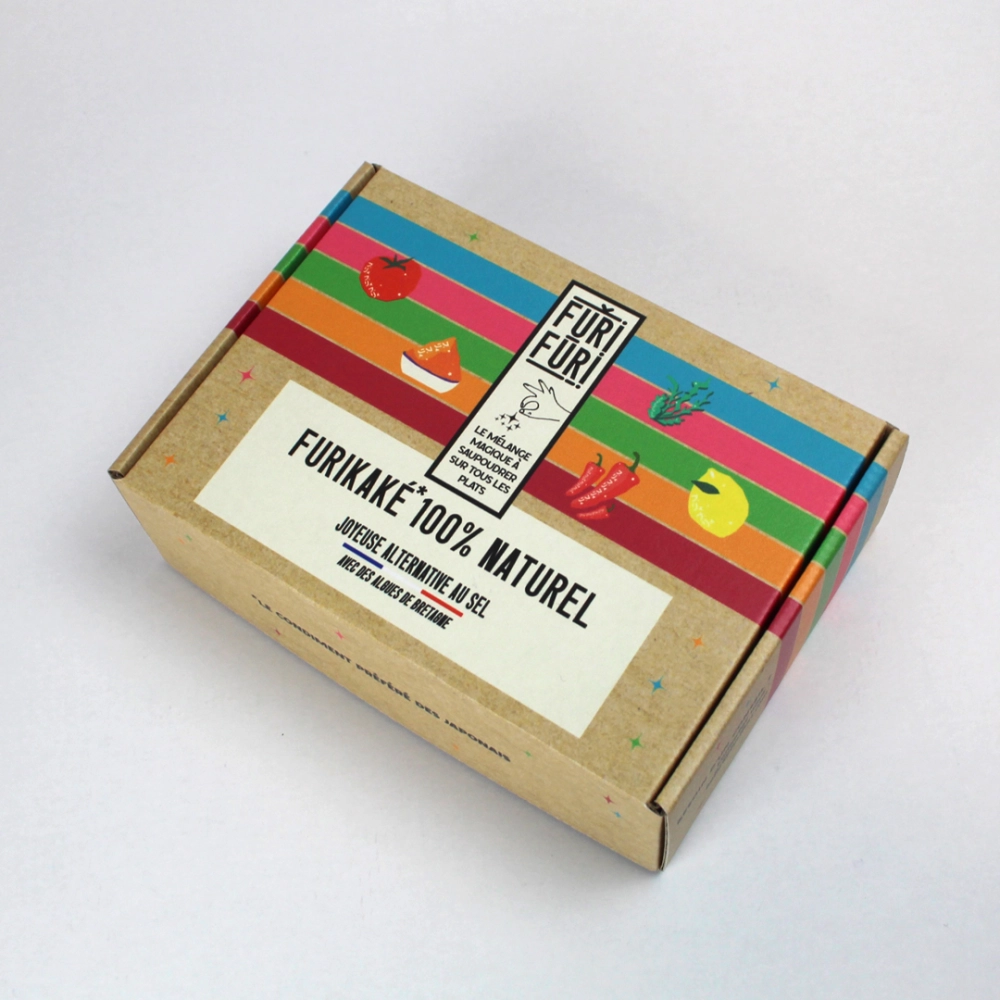 FURI
FURI
LE MÉLANGE
MAGIQUE À
SAUPOUDRER
SUR TOUS LES
PLATS
FURIKAKÉ* 100% NATUREL
JOYEUSE ALTERNATIVE AU SEL
AVEC DES ALGUES DE BRETAGNE
*LE CONDIMENT PRÉFÉRÉ DES JAPONAIS